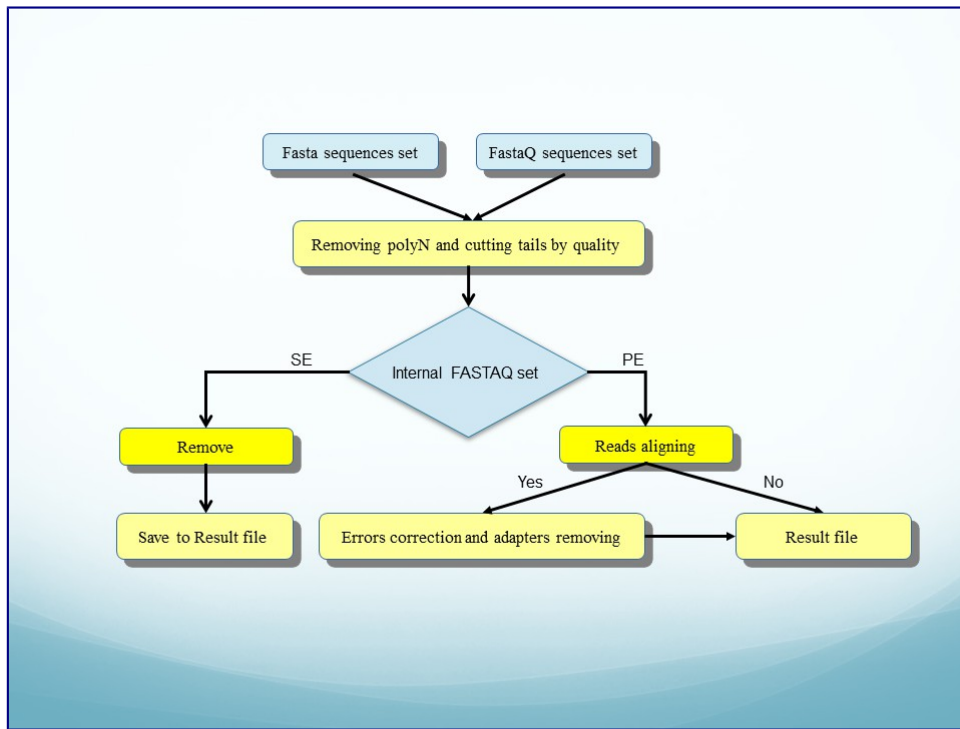 Fasta sequences set
FastaQ sequences set
Removing polyN and cutting tails by quality
SE
Internal FASTAQ set
PE
Remove
Reads aligning
Yes
No
Save to Result file
Errors correction and adapters removing
Result file